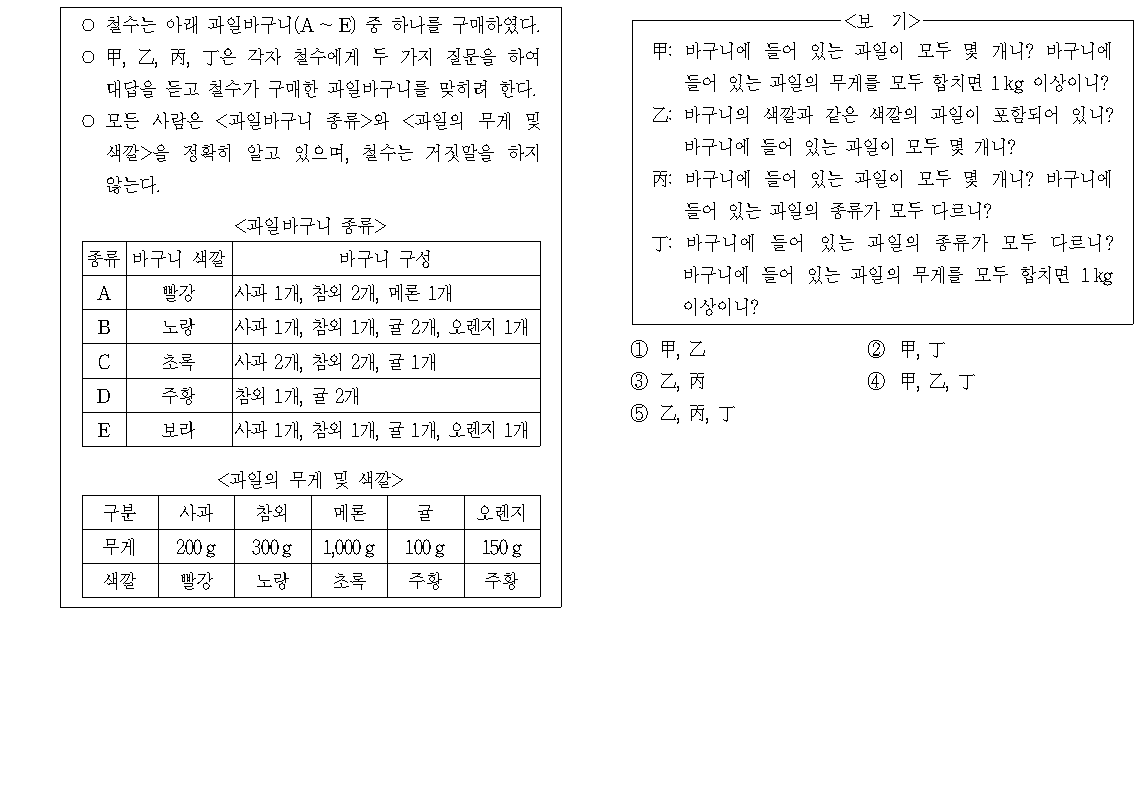 ○ 철수는 아래 과일바구니(A ~ E) 중 하나를 구매하였다.
○ 甲, 乙, 丙, 丁은 각자 철수에게 두 가지 질문을 하여
대답을 듣고 철수가 구매한 과일바구니를 맞히려 한다.
○ 모든 사람은 <과일바구니 종류>와 <과일의 무게 및
색깔>을 정확히 알고 있으며, 철수는 거짓말을 하지
않는다.
<과일바구니 종류>
종류 바구니 색깔 바구니 구성
A 빨강 사과 1개, 참외 2개, 메론 1개
B 노랑 사과 1개, 참외 1개, 귤 2개, 오렌지 1개
C 초록 사과 2개, 참외 2개, 귤 1개
D 주황 참외 1개, 귤 2개
E 보라 사과 1개, 참외 1개, 귤 1개, 오렌지 1개
<과일의 무게 및 색깔>
구분 사과 참외 메론 귤 오렌지
무게 200 g 300 g 1,000 g 100 g 150 g
색깔 빨강 노랑 초록 주황 주황
<보 기>
甲: 바구니에 들어 있는 과일이 모두 몇 개니? 바구니에
들어 있는 과일의 무게를 모두 합치면 1 kg 이상이니?
乙: 바구니의 색깔과 같은 색깔의 과일이 포함되어 있니?
바구니에 들어 있는 과일이 모두 몇 개니?
丙: 바구니에 들어 있는 과일이 모두 몇 개니? 바구니에
들어 있는 과일의 종류가 모두 다르니?
丁: 바구니에 들어 있는 과일의 종류가 모두 다르니?
바구니에 들어 있는 과일의 무게를 모두 합치면 1 kg
이상이니?
① 甲, 乙 ② 甲, 丁
③ 乙, 丙 ④ 甲, 乙, 丁
⑤ 乙, 丙, 丁